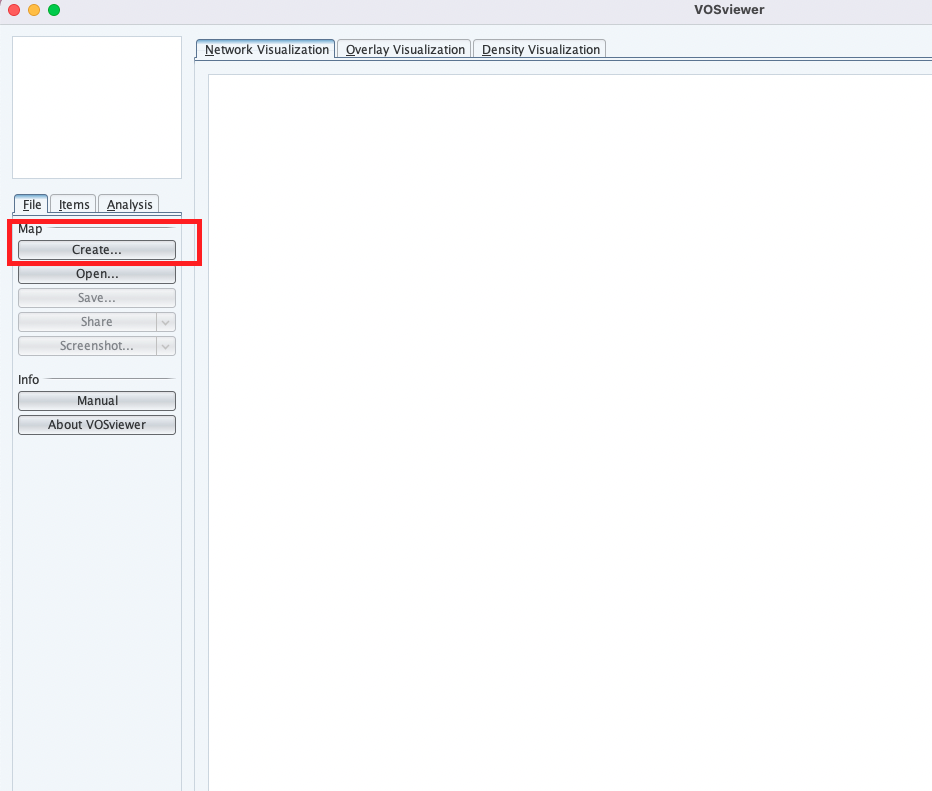 VOSviewer
Network Visualization
Overlay Visualization
Density Visualization
File
Items
Analysis
Map
Create...
Open...
Save...
Share
Screenshot...
Info
Manual
About VOSviewer